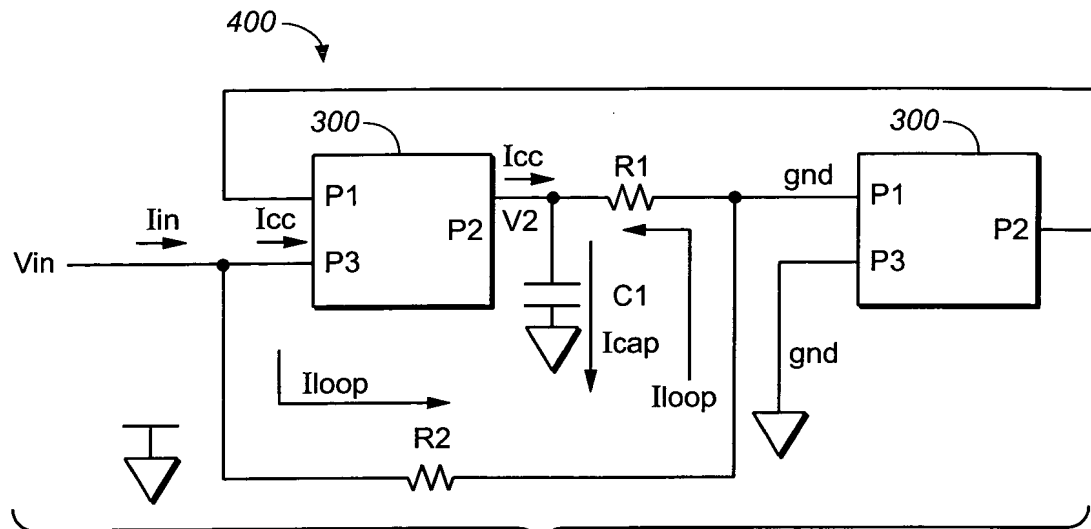 400
300
300
Icc
R1
gnd
P1
P1
Iin
Icc
P2
V2
P2
Vin
P3
P3
C1
Icap
gnd
Iloop
Iloop
R2